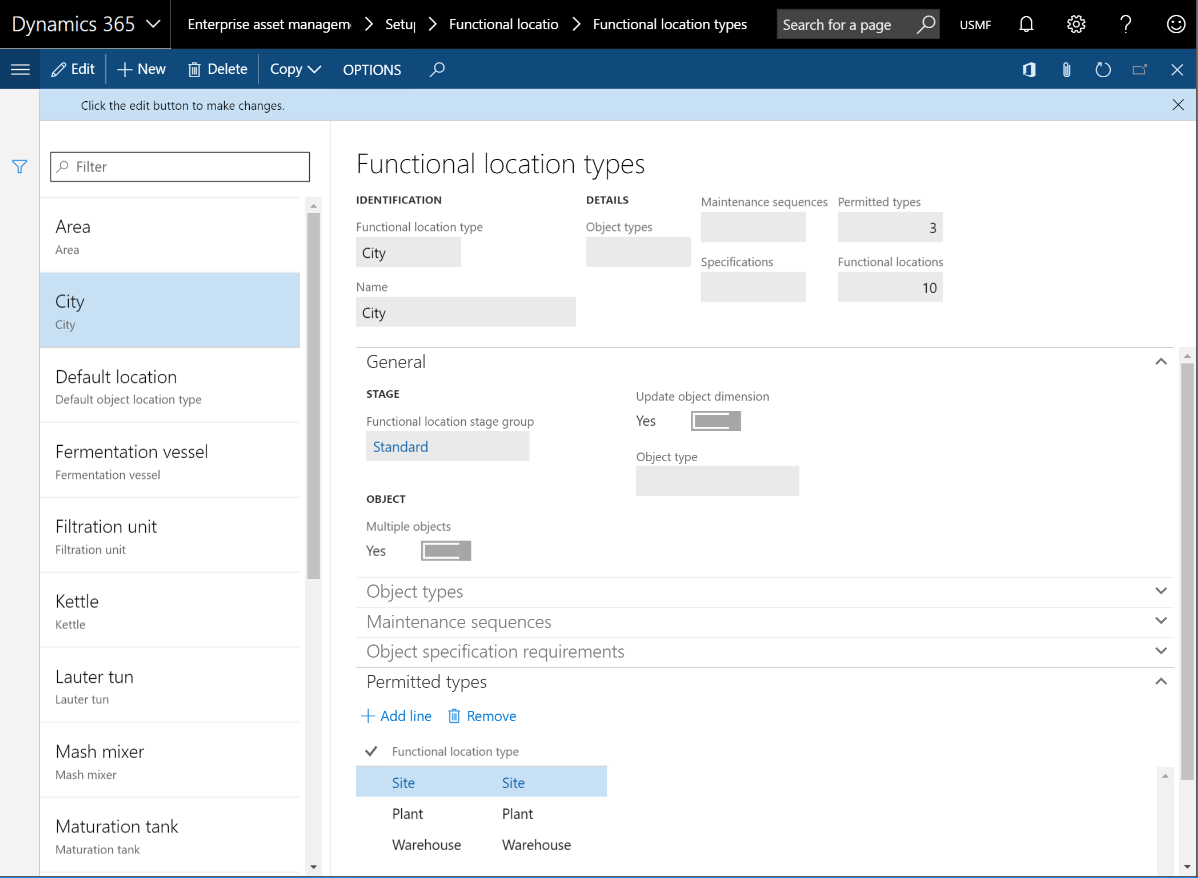 Dynamics 365
Enterprise asset managem
Setup
Functional locatio
Functional location types
Search for a page
USMF
Edit
New
Delete
Copy
OPTIONS
Click the edit button to make changes.
Filter
Area
Area
City
City
Default location
Default object location type
Fermentation vessel
Fermentation vessel
Filtration unit
Filtration unit
Kettle
Kettle
Lauter tun
Lauter tun
Mash mixer
Mash mixer
Maturation tank
Maturation tank
Functional location types
IDENTIFICATION
Functional location type
City
Name
City
DETAILS
Object types
Maintenance sequences
Specifications
Permitted types
3
Functional locations
10
General
STAGE
Functional location stage group
Standard
OBJECT
Multiple objects
Yes
Update object dimension
Yes
Object type
Object types
Maintenance sequences
Object specification requirements
Permitted types
Add line
Remove
Functional location type
Site Site
Plant Plant
Warehouse Warehouse